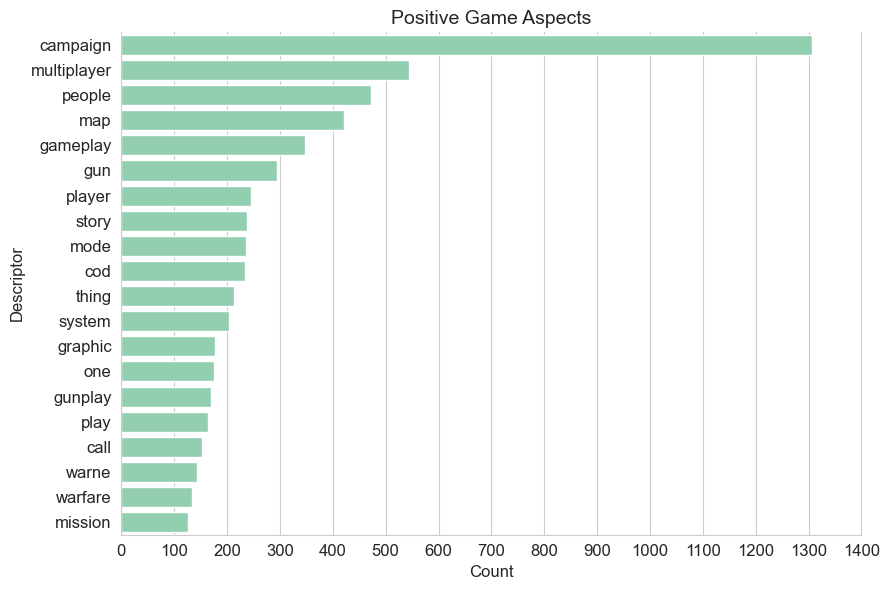 Positive Game Aspects
campaign
multiplayer
people
map
gameplay
gun
player
story
mode
cod
thing
system
graphic
one
gunplay
play
call
warne
warfare
mission
Descriptor
0 100 200 300 400 500 600 700 800 900 1000 1100 1200 1300 1400
Count